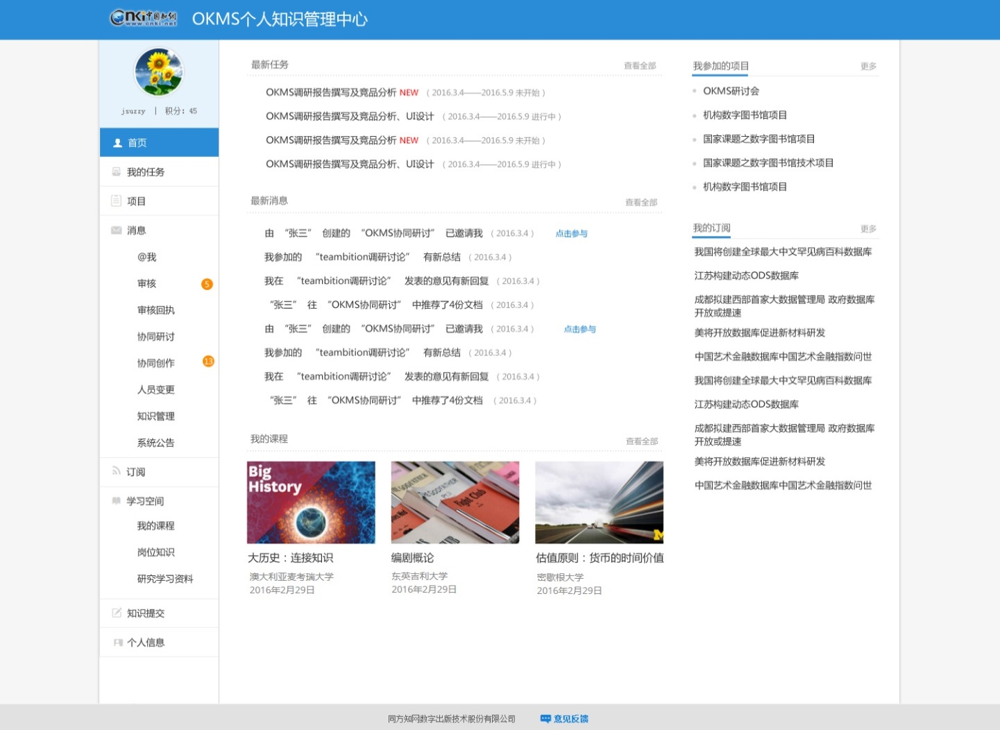 cnki 中国知网 OKMS个人知识管理中心
www.cnki.net
jsuzzy | 积分：45
首页
我的任务
项目
消息
@我
审核 5
审核回执
协同研讨
协同创作 13
人员变更
知识管理
系统公告
订阅
学习空间
我的课程
岗位知识
研究学习资料
知识提交
个人信息
最新任务 查看全部
OKMS调研报告撰写及竞品分析 NEW （ 2016.3.4——2016.5.9 未开始 ）
OKMS调研报告撰写及竞品分析、UI设计 （ 2016.3.4——2016.5.9 进行中 ）
OKMS调研报告撰写及竞品分析 NEW （ 2016.3.4——2016.5.9 未开始 ）
OKMS调研报告撰写及竞品分析、UI设计 （ 2016.3.4——2016.5.9 进行中 ）
最新消息 查看全部
由 “张三” 创建的 “OKMS协同研讨” 已邀请我 （ 2016.3.4 ） 点击参与
我参加的 “teambition调研讨论” 有新总结 （ 2016.3.4 ）
我在 “teambition调研讨论” 发表的意见有新回复 （ 2016.3.4 ）
“张三” 往 “OKMS协同研讨” 中推荐了4份文档 （ 2016.3.4 ）
由 “张三” 创建的 “OKMS协同研讨” 已邀请我 （ 2016.3.4 ） 点击参与
我参加的 “teambition调研讨论” 有新总结 （ 2016.3.4 ）
我在 “teambition调研讨论” 发表的意见有新回复 （ 2016.3.4 ）
“张三” 往 “OKMS协同研讨” 中推荐了4份文档 （ 2016.3.4 ）
我的课程 查看全部
Big
History
GODFATHER
Fight Club
M
大历史：连接知识
澳大利亚麦考瑞大学
2016年2月29日
编剧概论
东英吉利大学
2016年2月29日
估值原则：货币的时间价值
密歇根大学
2016年2月29日
我参加的项目 更多
OKMS研讨会
机构数字图书馆项目
国家课题之数字图书馆项目
国家课题之数字图书馆技术项目
机构数字图书馆项目
我的订阅 更多
我国将创建全球最大中文罕见病百科数据库
江苏构建动态ODS数据库
成都拟建西部首家大数据管理局 政府数据库
开放或提速
美将开放数据库促进新材料研发
中国艺术金融数据库中国艺术金融指数问世
我国将创建全球最大中文罕见病百科数据库
江苏构建动态ODS数据库
成都拟建西部首家大数据管理局 政府数据库
开放或提速
美将开放数据库促进新材料研发
中国艺术金融数据库中国艺术金融指数问世
同方知网数字出版技术股份有限公司 意见反馈